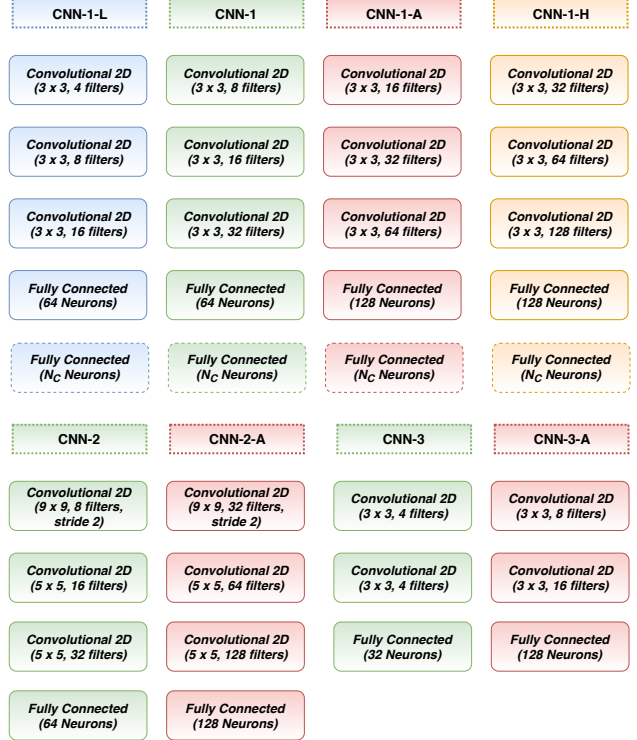 CNN-1-L
CNN-1
CNN-1-A
CNN-1-H
Convolutional 2D
(3 x 3, 4 filters)
Convolutional 2D
(3 x 3, 8 filters)
Convolutional 2D
(3 x 3, 16 filters)
Convolutional 2D
(3 x 3, 32 filters)
Convolutional 2D
(3 x 3, 8 filters)
Convolutional 2D
(3 x 3, 16 filters)
Convolutional 2D
(3 x 3, 32 filters)
Convolutional 2D
(3 x 3, 64 filters)
Convolutional 2D
(3 x 3, 16 filters)
Convolutional 2D
(3 x 3, 32 filters)
Convolutional 2D
(3 x 3, 64 filters)
Convolutional 2D
(3 x 3, 128 filters)
Fully Connected
(64 Neurons)
Fully Connected
(64 Neurons)
Fully Connected
(128 Neurons)
Fully Connected
(128 Neurons)
Fully Connected
(N_C Neurons)
Fully Connected
(N_C Neurons)
Fully Connected
(N_C Neurons)
Fully Connected
(N_C Neurons)
CNN-2
CNN-2-A
CNN-3
CNN-3-A
Convolutional 2D
(9 x 9, 8 filters,
stride 2)
Convolutional 2D
(9 x 9, 32 filters,
stride 2)
Convolutional 2D
(3 x 3, 4 filters)
Convolutional 2D
(3 x 3, 8 filters)
Convolutional 2D
(5 x 5, 16 filters)
Convolutional 2D
(5 x 5, 64 filters)
Convolutional 2D
(3 x 3, 4 filters)
Convolutional 2D
(3 x 3, 16 filters)
Convolutional 2D
(5 x 5, 32 filters)
Convolutional 2D
(5 x 5, 128 filters)
Fully Connected
(32 Neurons)
Fully Connected
(128 Neurons)
Fully Connected
(64 Neurons)
Fully Connected
(128 Neurons)